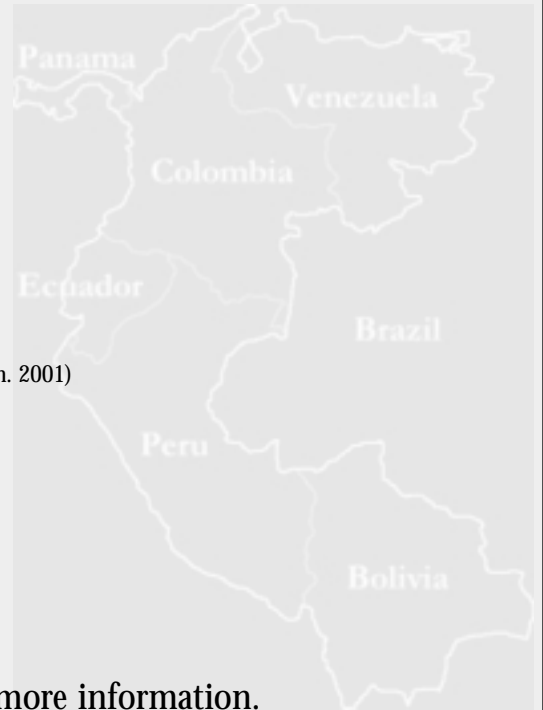 Panama
Venezuela
Colombia
Ecuador
Brazil
n. 2001)
Peru
Bolivia
more information.